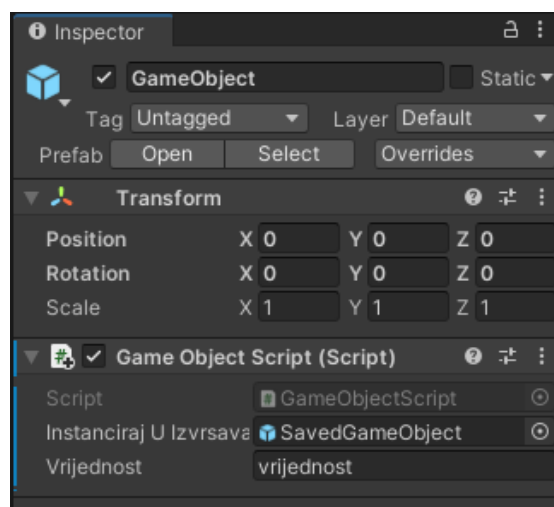 Inspector
GameObject Static
Tag Untagged Layer Default
Prefab Open Select Overrides
Transform
Position X 0 Y 0 Z 0
Rotation X 0 Y 0 Z 0
Scale X 1 Y 1 Z 1
# Game Object Script (Script)
Script # GameObjectScript
Instanciraj U Izvrsava SavedGameObject
Vrijednost vrijednost